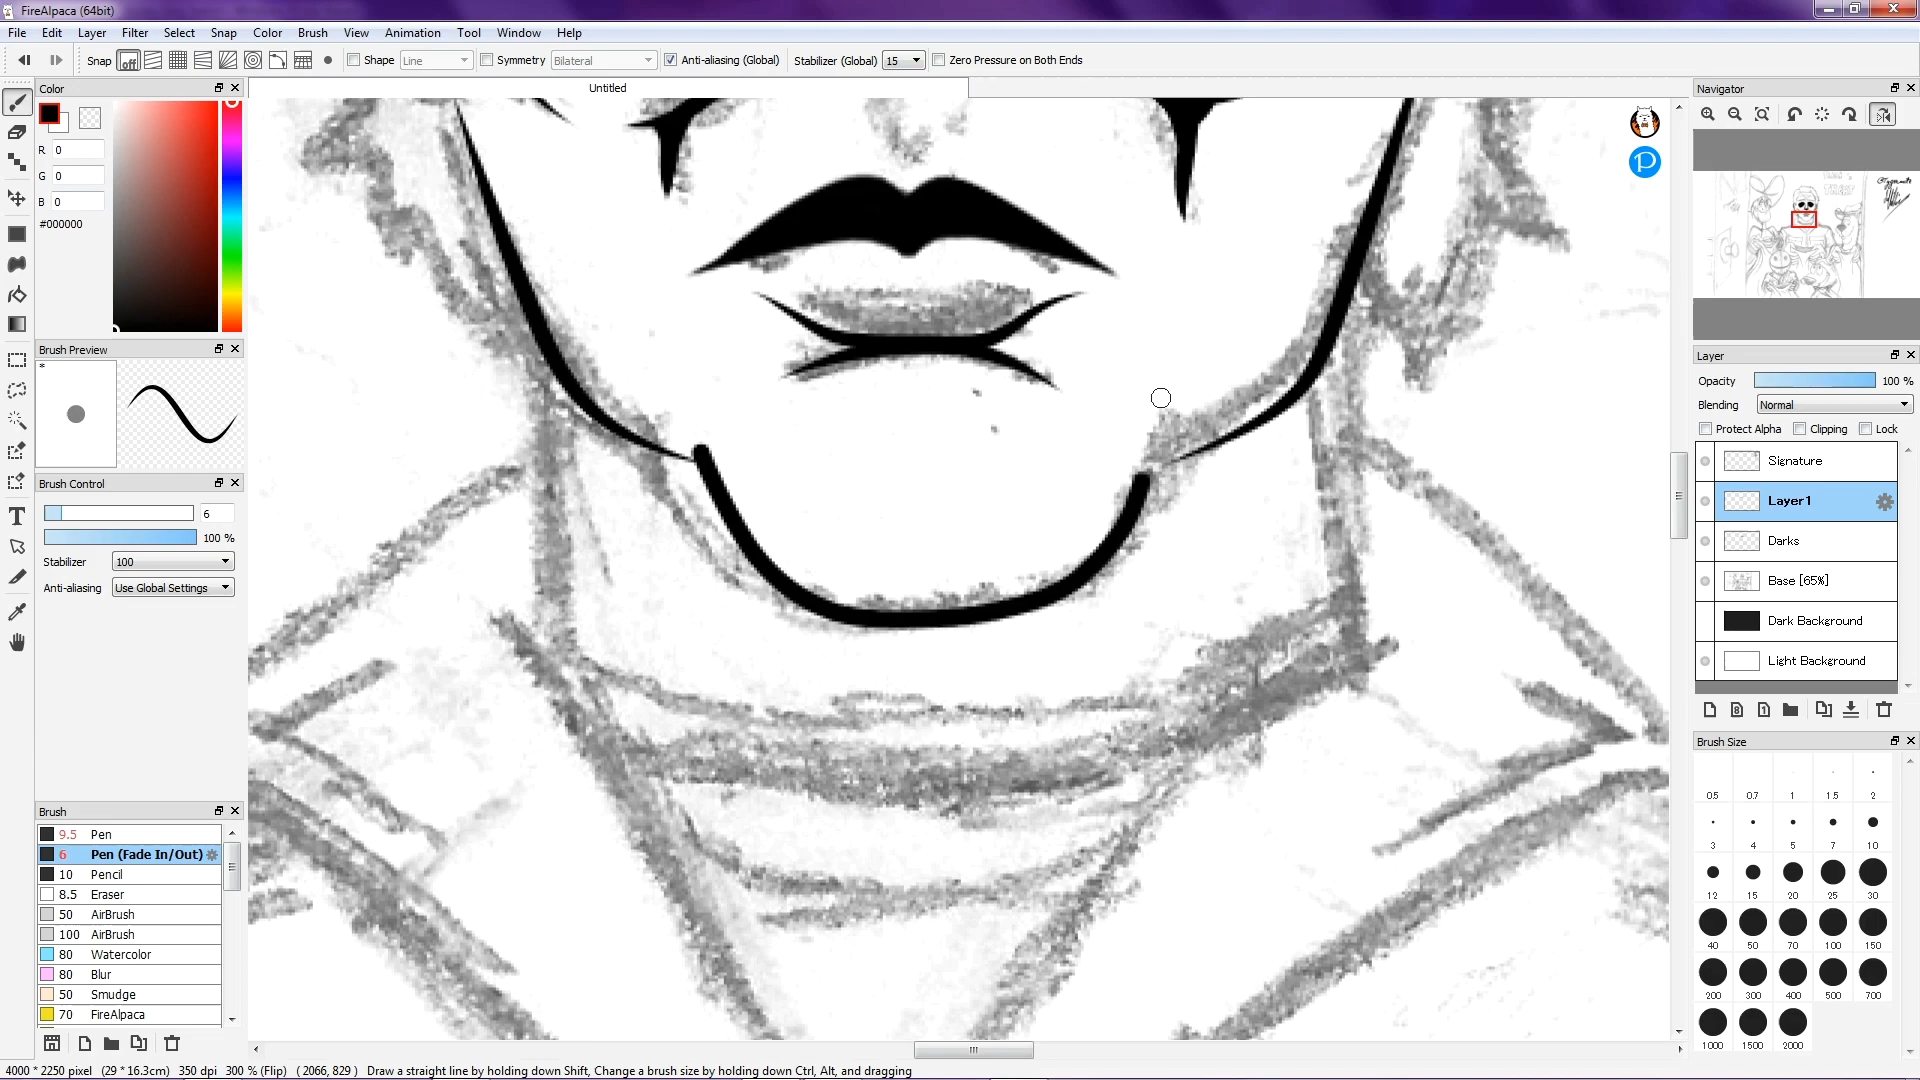 FireAlpaca (64bit)
File Edit Layer Filter Select Snap Color Brush View Animation Tool Window Help
Snap off Shape Line Symmetry Bilateral Anti-aliasing (Global) Stabilizer (Global) 15 Zero Pressure on Both Ends
Color
Untitled
Navigator
R 0
G 0
B 0
#000000
Brush Preview
*
Layer
Opacity 100 %
Blending Normal
Protect Alpha Clipping Lock
Signature
Layer1
Darks
Base [65%]
Dark Background
Light Background
Brush Control
6
100 %
Stabilizer 100
Anti-aliasing Use Global Settings
Brush Size
0.5 0.7 1 1.5 2
3 4 5 7 10
12 15 20 25 30
40 50 70 100 150
200 300 400 500 700
1000 1500 2000
Brush
9.5 Pen
6 Pen (Fade In/Out)
10 Pencil
8.5 Eraser
50 AirBrush
100 AirBrush
80 Watercolor
80 Blur
50 Smudge
70 FireAlpaca
4000 * 2250 pixel (29 * 16.3cm) 350 dpi 300 % (Flip) ( 2066, 829 ) Draw a straight line by holding down Shift, Change a brush size by holding down Ctrl, Alt, and dragging